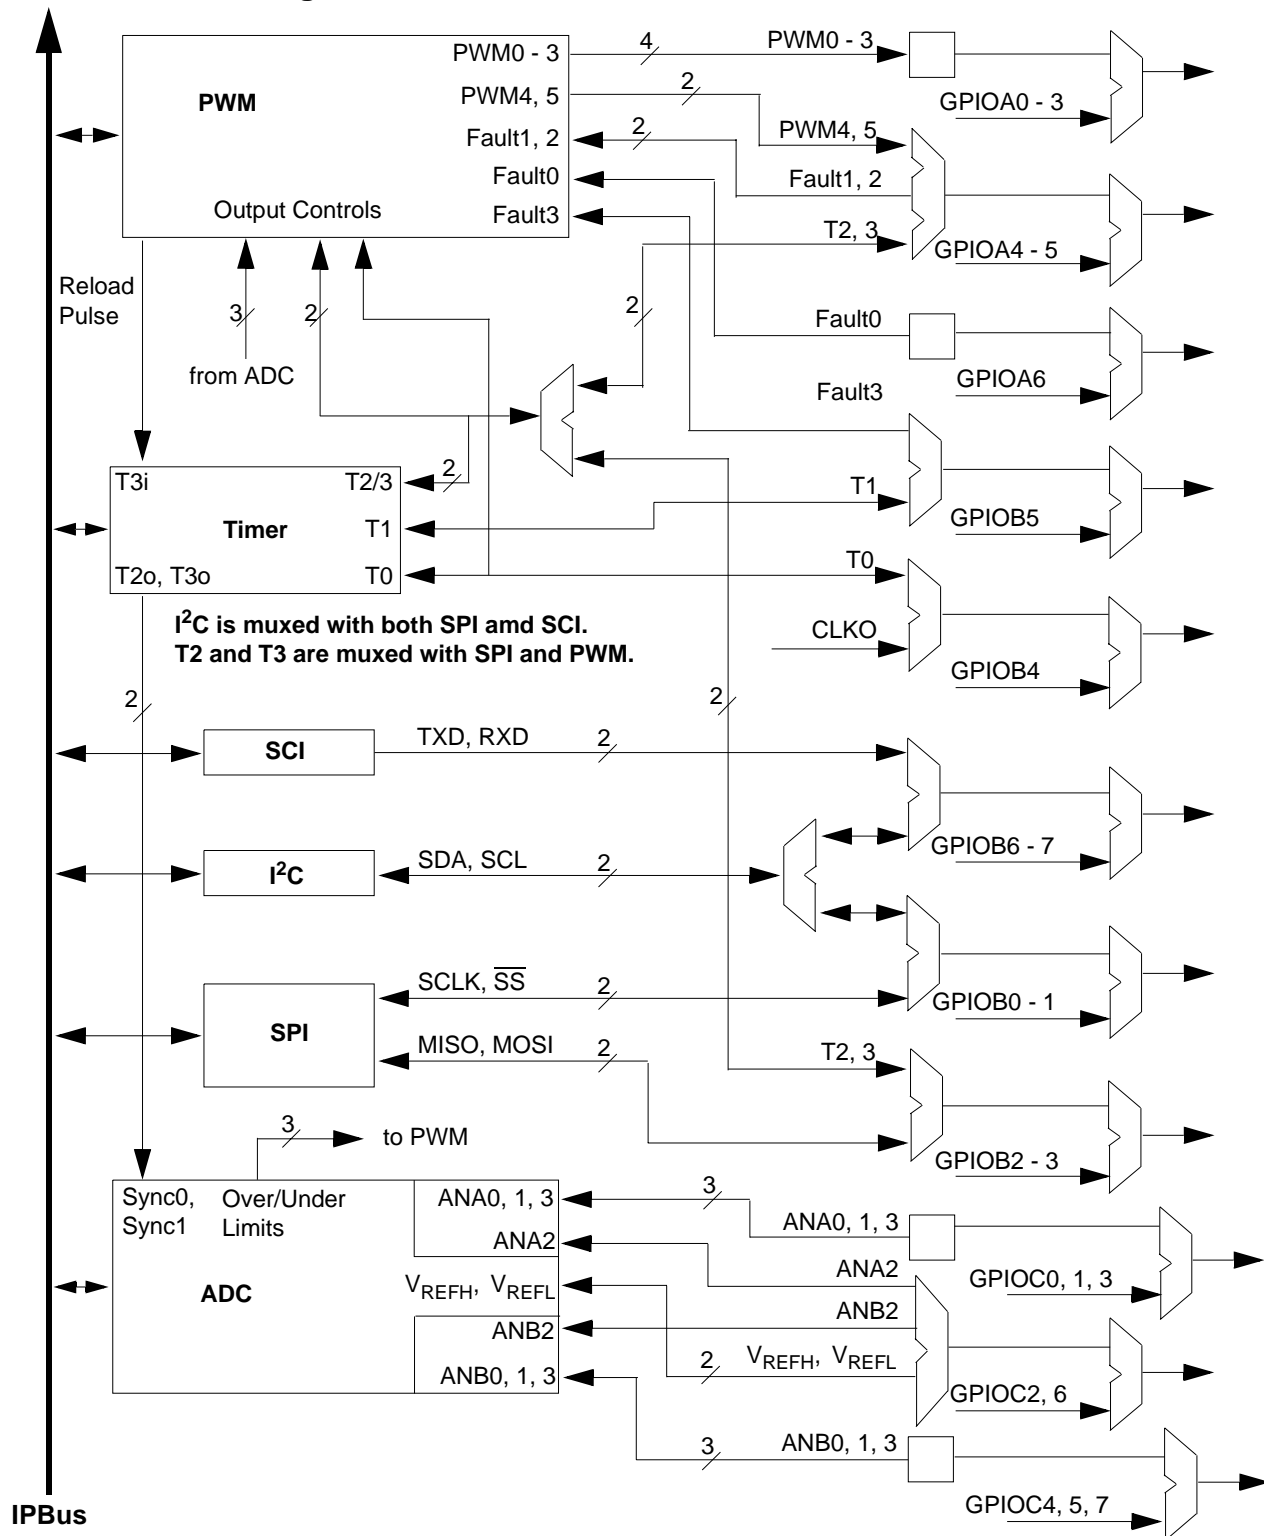 PWM
PWM0 - 3
4
PWM0 - 3
GPIOA0 - 3
PWM4, 5
2
PWM4, 5
Fault1, 2
2
Fault1, 2
Fault0
Fault3
Output Controls
T2, 3
GPIOA4 - 5
Reload
Pulse
3
2
2
from ADC
Fault0
GPIOA6
Fault3
T3i
T2/3
2
Timer
T1
T1
GPIOB5
T2o, T3o
T0
T0
CLKO
GPIOB4
I²C is muxed with both SPI amd SCI.
T2 and T3 are muxed with SPI and PWM.
2
2
SCI
TXD, RXD
2
GPIOB6 - 7
I²C
SDA, SCL
2
SPI
SCLK, S̅S̅
2
GPIOB0 - 1
MISO, MOSI
2
T2, 3
GPIOB2 - 3
3
to PWM
Sync0,
Sync1
Over/Under
Limits
ADC
ANA0, 1, 3
3
ANA0, 1, 3
GPIOC0, 1, 3
ANA2
ANA2
VREFH, VREFL
ANB2
ANB2
2
VREFH, VREFL
GPIOC2, 6
ANB0, 1, 3
3
ANB0, 1, 3
GPIOC4, 5, 7
IPBus